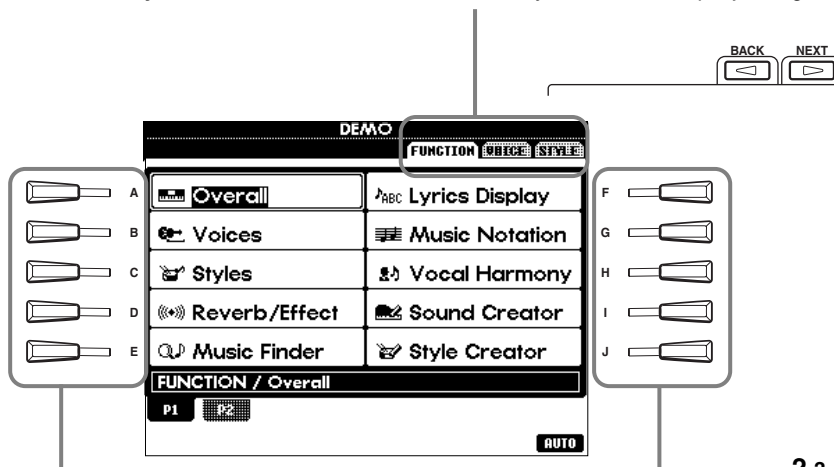 BACK NEXT
DEMO
FUNCTION VOICE STYLE
A Overall Lyrics Display F
B Voices Music Notation G
C Styles Vocal Harmony H
D Reverb/Effect Sound Creator I
E Music Finder Style Creator J
FUNCTION / Overall
P1 P2
AUTO